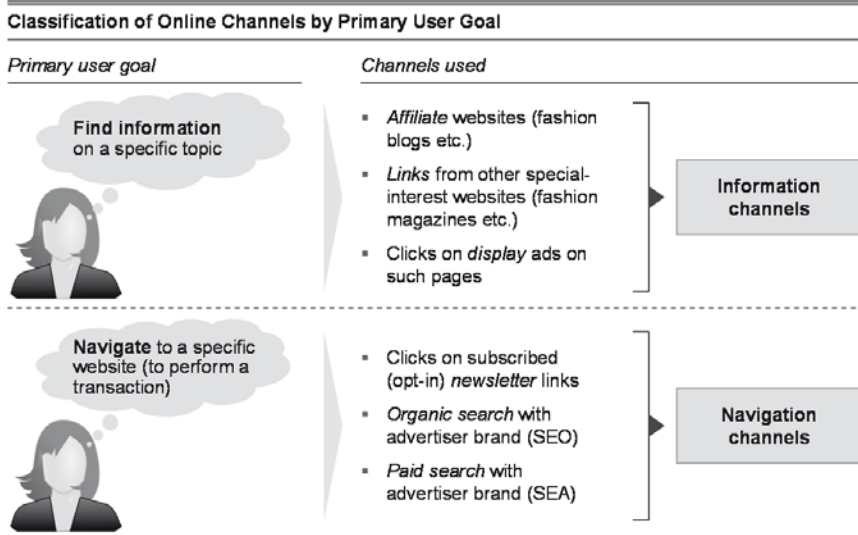 Classification of Online Channels by Primary User Goal
Primary user goal
Channels used
Find information
on a specific topic
▪ Affiliate websites (fashion
blogs etc.)
▪ Links from other special-
interest websites (fashion
magazines etc.)
▪ Clicks on display ads on
such pages
Information
channels
Navigate to a specific
website (to perform a
transaction)
▪ Clicks on subscribed
(opt-in) newsletter links
▪ Organic search with
advertiser brand (SEO)
▪ Paid search with
advertiser brand (SEA)
Navigation
channels